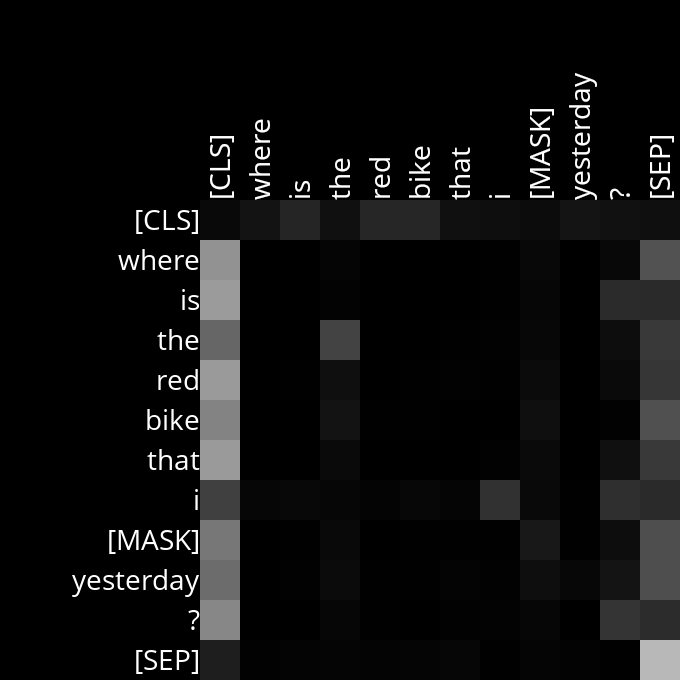 [CLS] where is the red bike that i [MASK] yesterday ? [SEP]
[CLS]
where
is
the
red
bike
that
i
[MASK]
yesterday
?
[SEP]